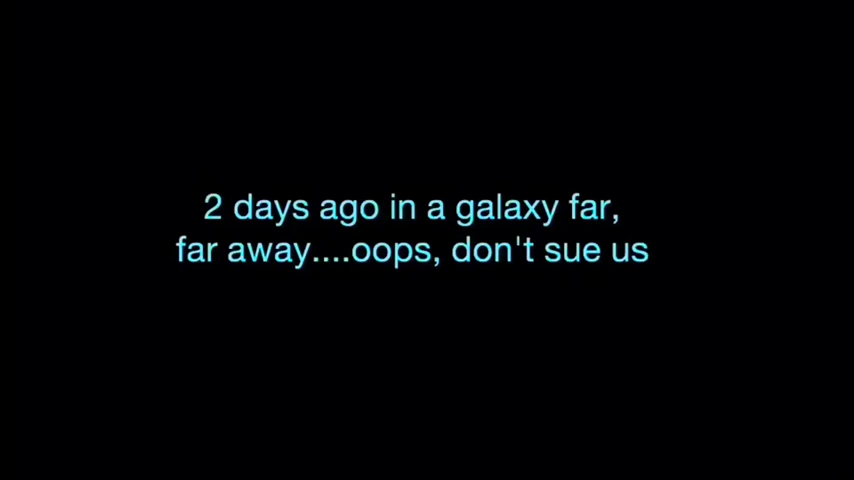 2 days ago in a galaxy far,
far away....oops, don't sue us